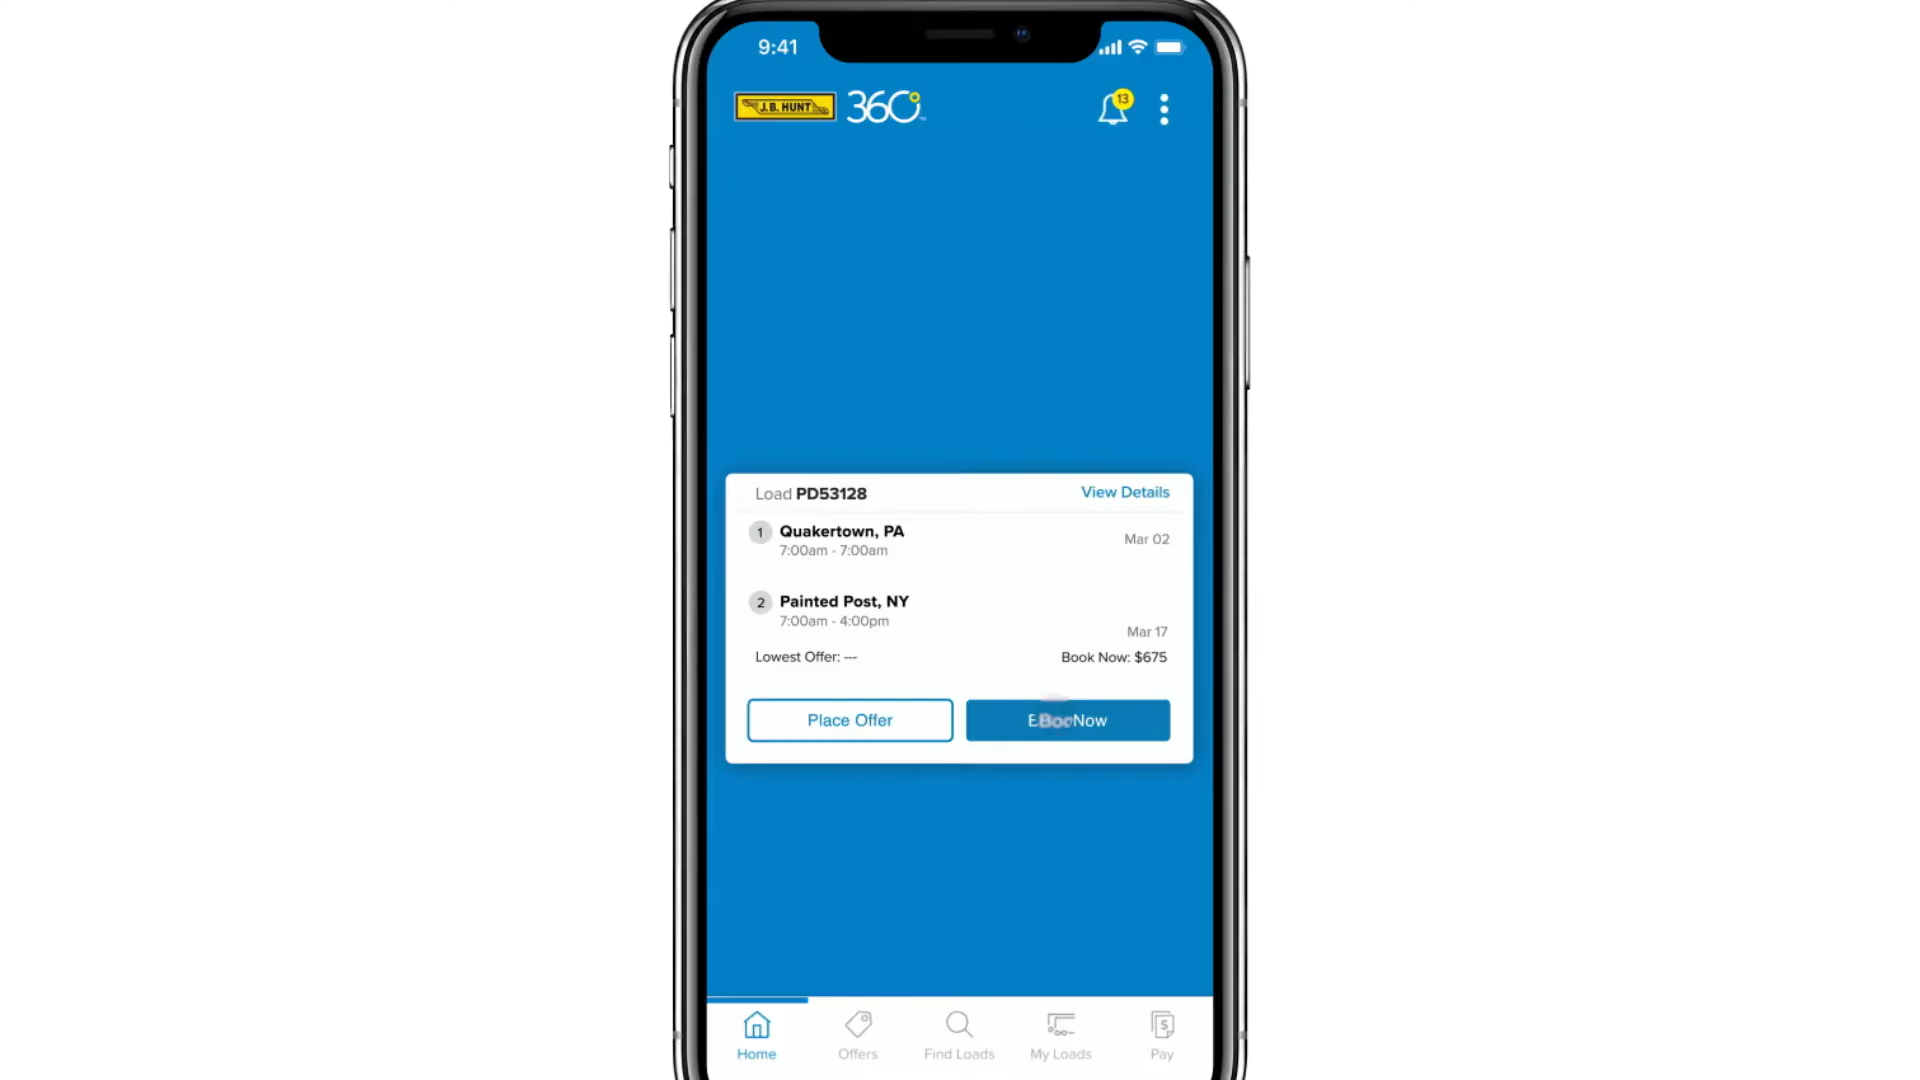 9:41
J.B. HUNT 360°
13
Load PD53128 View Details
1 Quakertown, PA
7:00am - 7:00am
Mar 02
2 Painted Post, NY
7:00am - 4:00pm
Mar 17
Lowest Offer: --- Book Now: $675
Place Offer
Now
Home Offers Find Loads My Loads Pay